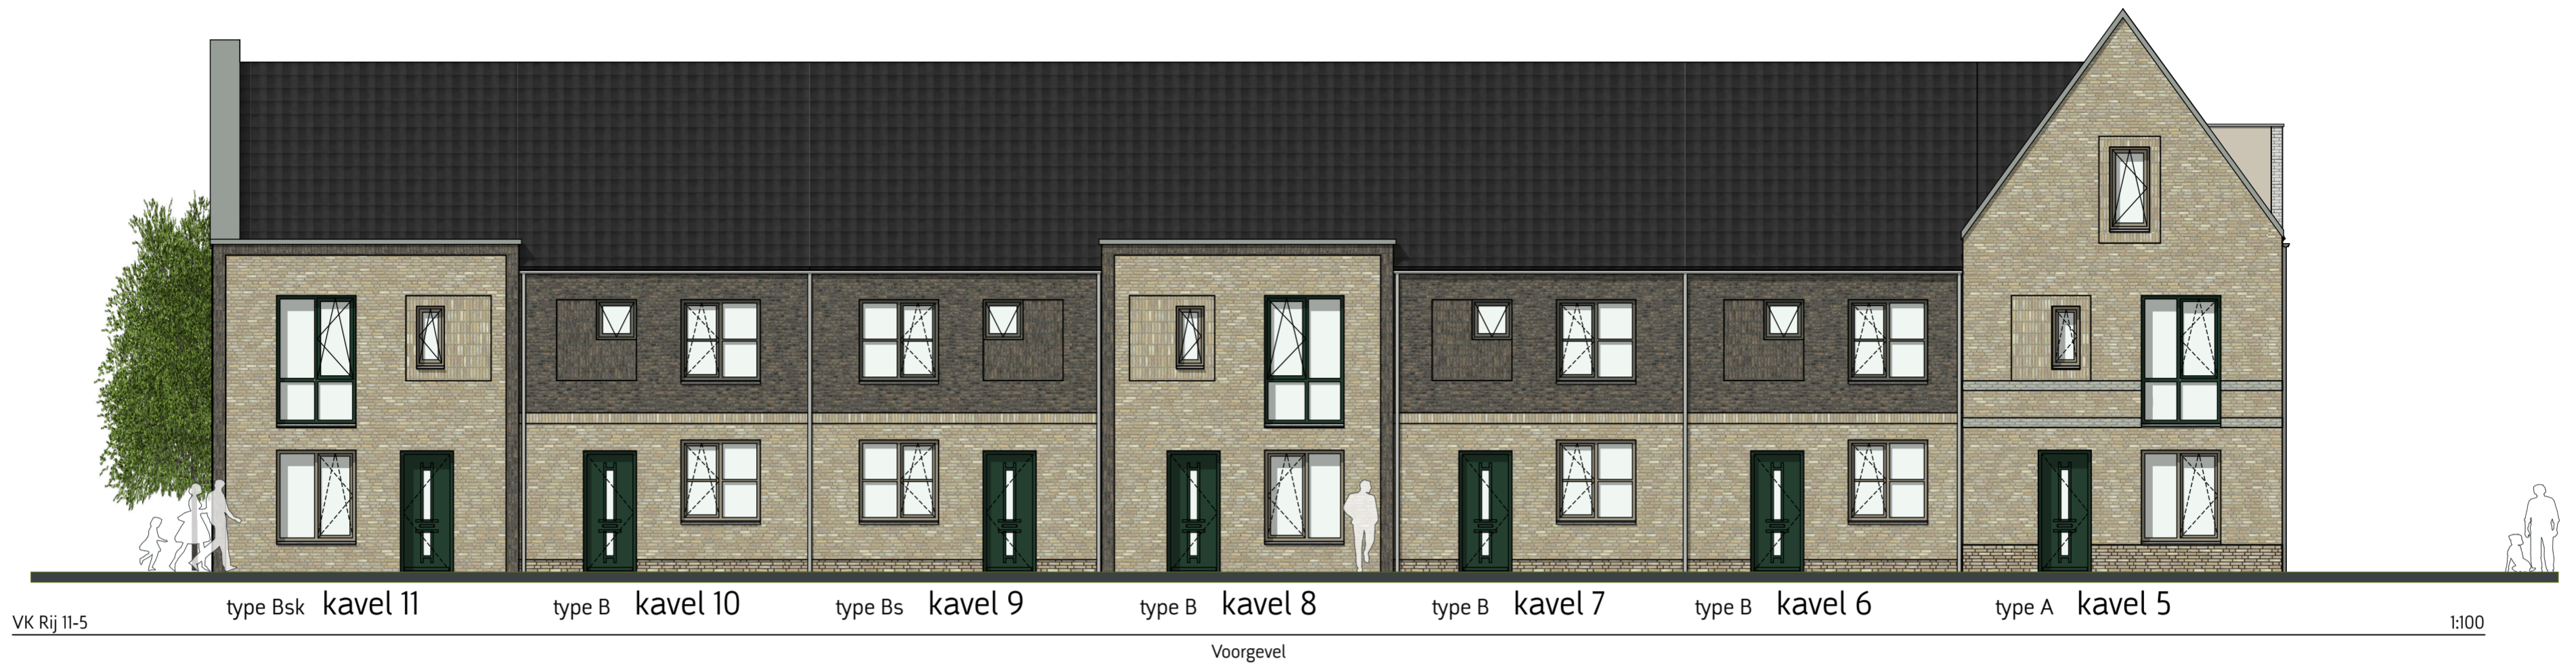 type Bsk kavel 11 type B kavel 10 type Bs kavel 9 type B kavel 8 type B kavel 7 type B kavel 6 type A kavel 5
VK Rij 11-5 1:100
Voorgevel